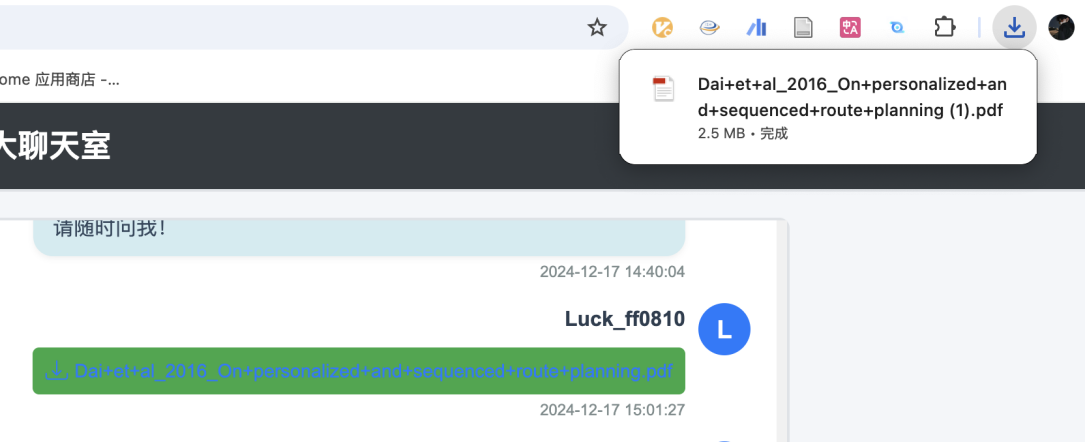 ome 应用商店 -...
Dai+et+al_2016_On+personalized+an
d+sequenced+route+planning (1).pdf
2.5 MB • 完成
大聊天室
请随时问我!
2024-12-17 14:40:04
Luck_ff0810
L
Dai+et+al_2016_On+personalized+and+sequenced+route+planning.pdf
2024-12-17 15:01:27